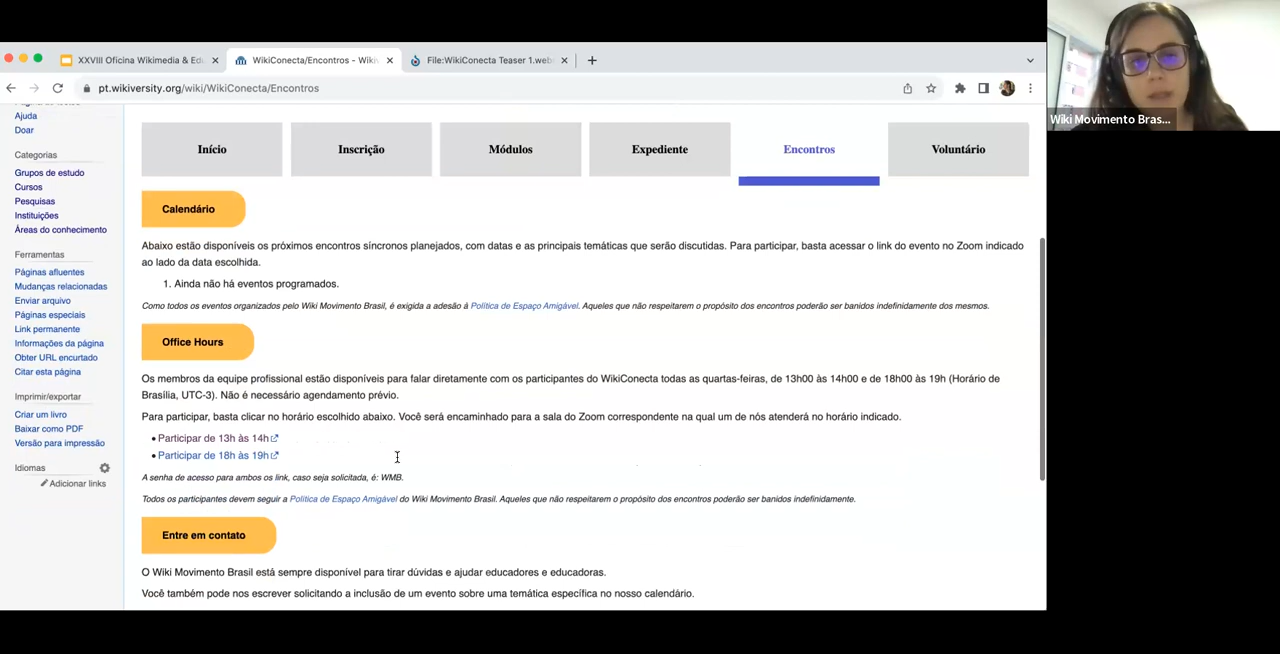 XXVIII Oficina Wikimedia & Edu
WikiConecta/Encontros - Wikiv
File:WikiConecta Teaser 1.web
pt.wikiversity.org/wiki/WikiConecta/Encontros
Wiki Movimento Bras...
Ajuda
Doar
Categorias
Grupos de estudo
Cursos
Pesquisas
Instituições
Áreas do conhecimento
Ferramentas
Páginas afluentes
Mudanças relacionadas
Enviar arquivo
Páginas especiais
Link permanente
Informações da página
Obter URL encurtado
Citar esta página
Imprimir/exportar
Criar um livro
Baixar como PDF
Versão para impressão
Idiomas
Adicionar links
Início
Inscrição
Módulos
Expediente
Encontros
Voluntário
Calendário
Abaixo estão disponíveis os próximos encontros síncronos planejados, com datas e as principais temáticas que serão discutidas. Para participar, basta acessar o link do evento no Zoom indicado
ao lado da data escolhida.
1. Ainda não há eventos programados.
Como todos os eventos organizados pelo Wiki Movimento Brasil, é exigida a adesão à Política de Espaço Amigável. Aqueles que não respeitarem o propósito dos encontros poderão ser banidos indefinidamente dos mesmos.
Office Hours
Os membros da equipe profissional estão disponíveis para falar diretamente com os participantes do WikiConecta todas as quartas-feiras, de 13h00 às 14h00 e de 18h00 às 19h (Horário de
Brasília, UTC-3). Não é necessário agendamento prévio.
Para participar, basta clicar no horário escolhido abaixo. Você será encaminhado para a sala do Zoom correspondente na qual um de nós atenderá no horário indicado.
• Participar de 13h às 14h
• Participar de 18h às 19h
A senha de acesso para ambos os link, caso seja solicitada, é: WMB.
Todos os participantes devem seguir a Política de Espaço Amigável do Wiki Movimento Brasil. Aqueles que não respeitarem o propósito dos encontros poderão ser banidos indefinidamente.
Entre em contato
O Wiki Movimento Brasil está sempre disponível para tirar dúvidas e ajudar educadores e educadoras.
Você também pode nos escrever solicitando a inclusão de um evento sobre uma temática específica no nosso calendário.